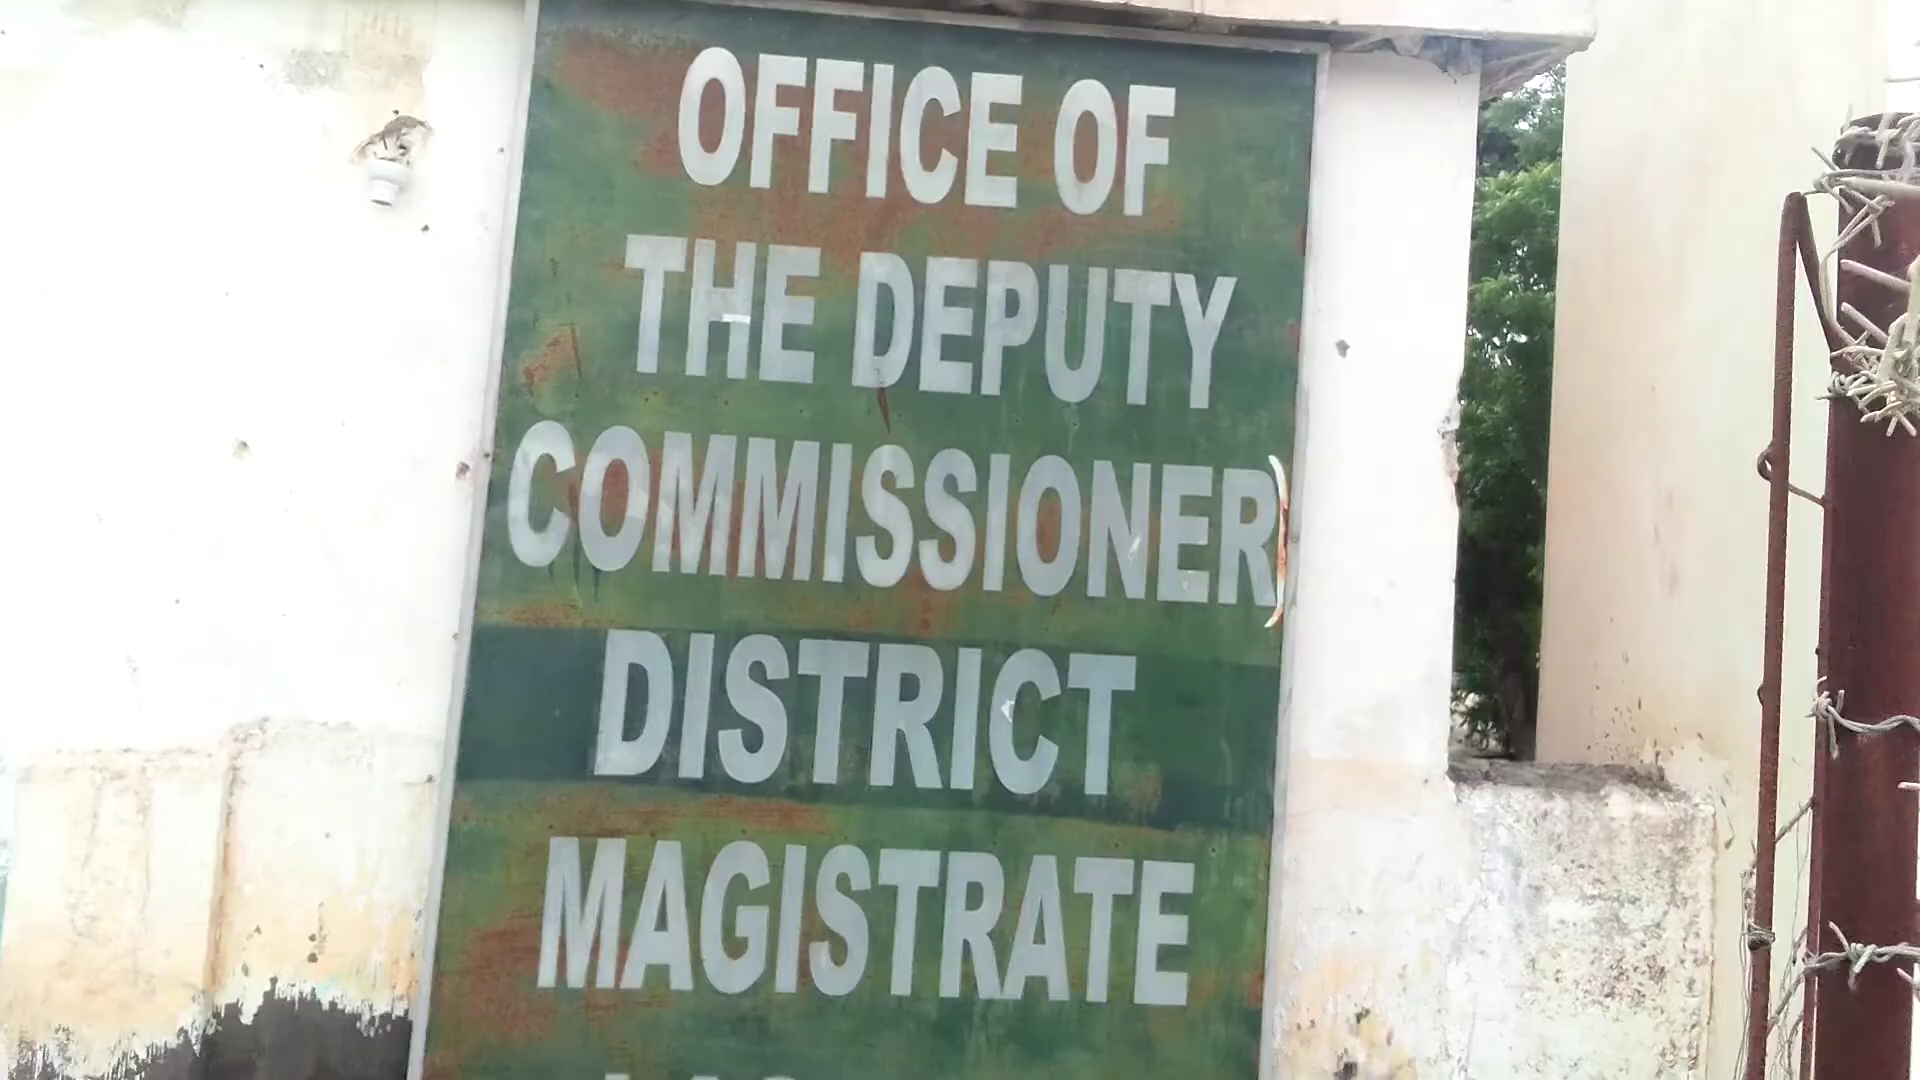 OFFICE OF
THE DEPUTY
COMMISSIONER
DISTRICT
MAGISTRATE